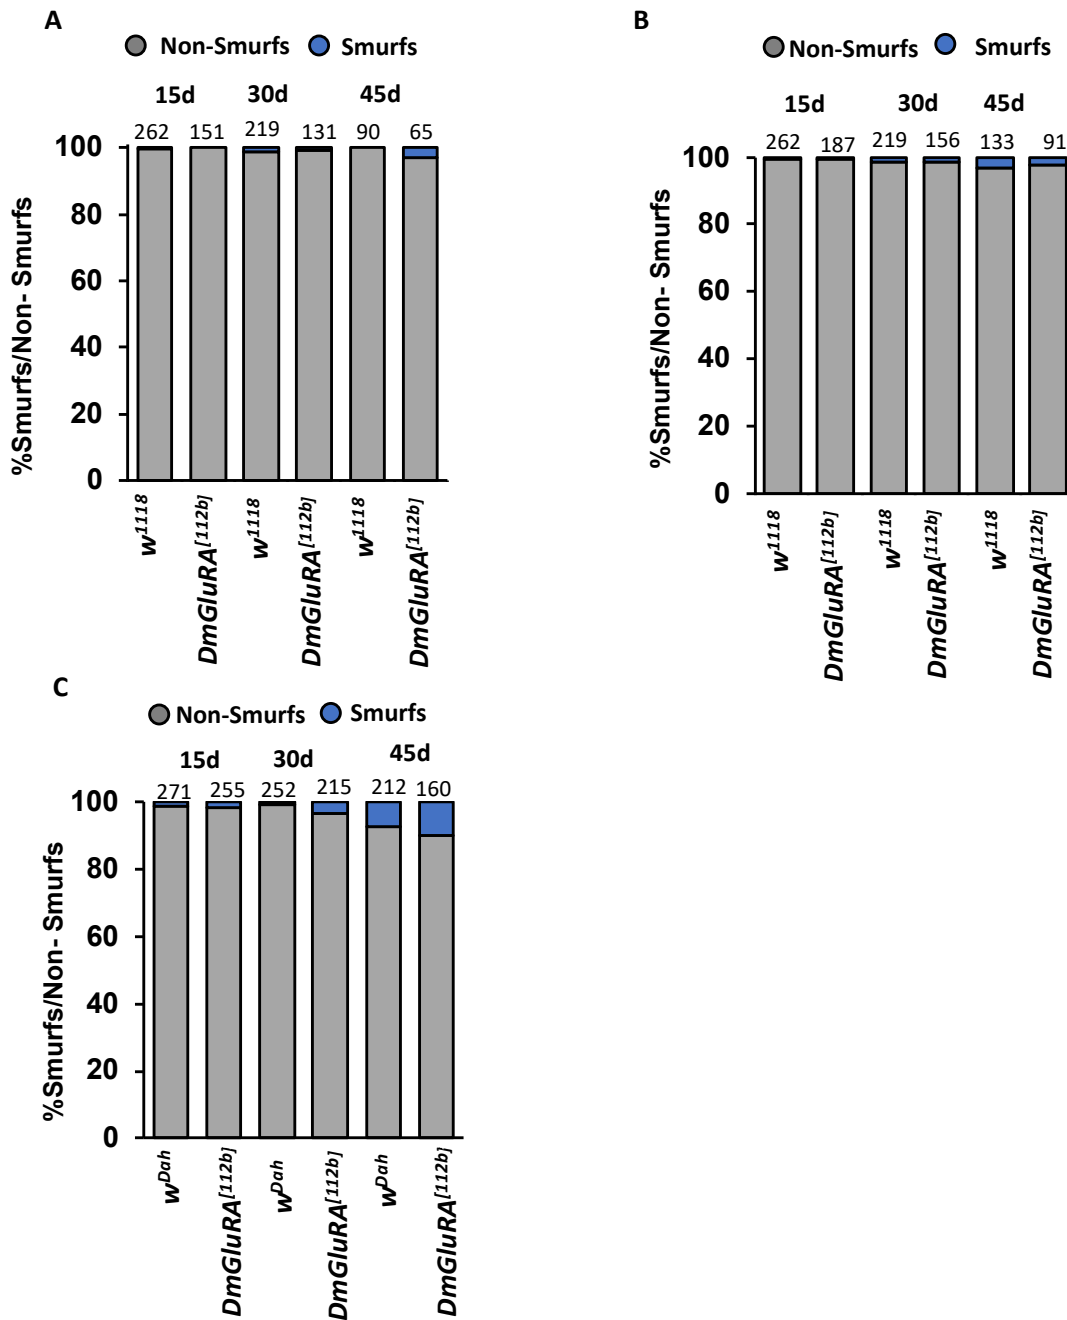 A
Non-Smurfs Smurfs
15d 30d 45d
262 151 219 131 90 65
100
80
60
40
20
0
%Smurfs/Non- Smurfs
w1118 DmGluRA[112b] w1118 DmGluRA[112b] w1118 DmGluRA[112b]
B
Non-Smurfs Smurfs
15d 30d 45d
262 187 219 156 133 91
100
80
60
40
20
0
%Smurfs/Non- Smurfs
w1118 DmGluRA[112b] w1118 DmGluRA[112b] w1118 DmGluRA[112b]
C
Non-Smurfs Smurfs
15d 30d 45d
271 255 252 215 212 160
100
80
60
40
20
0
%Smurfs/Non- Smurfs
wDah DmGluRA[112b] wDah DmGluRA[112b] wDah DmGluRA[112b]